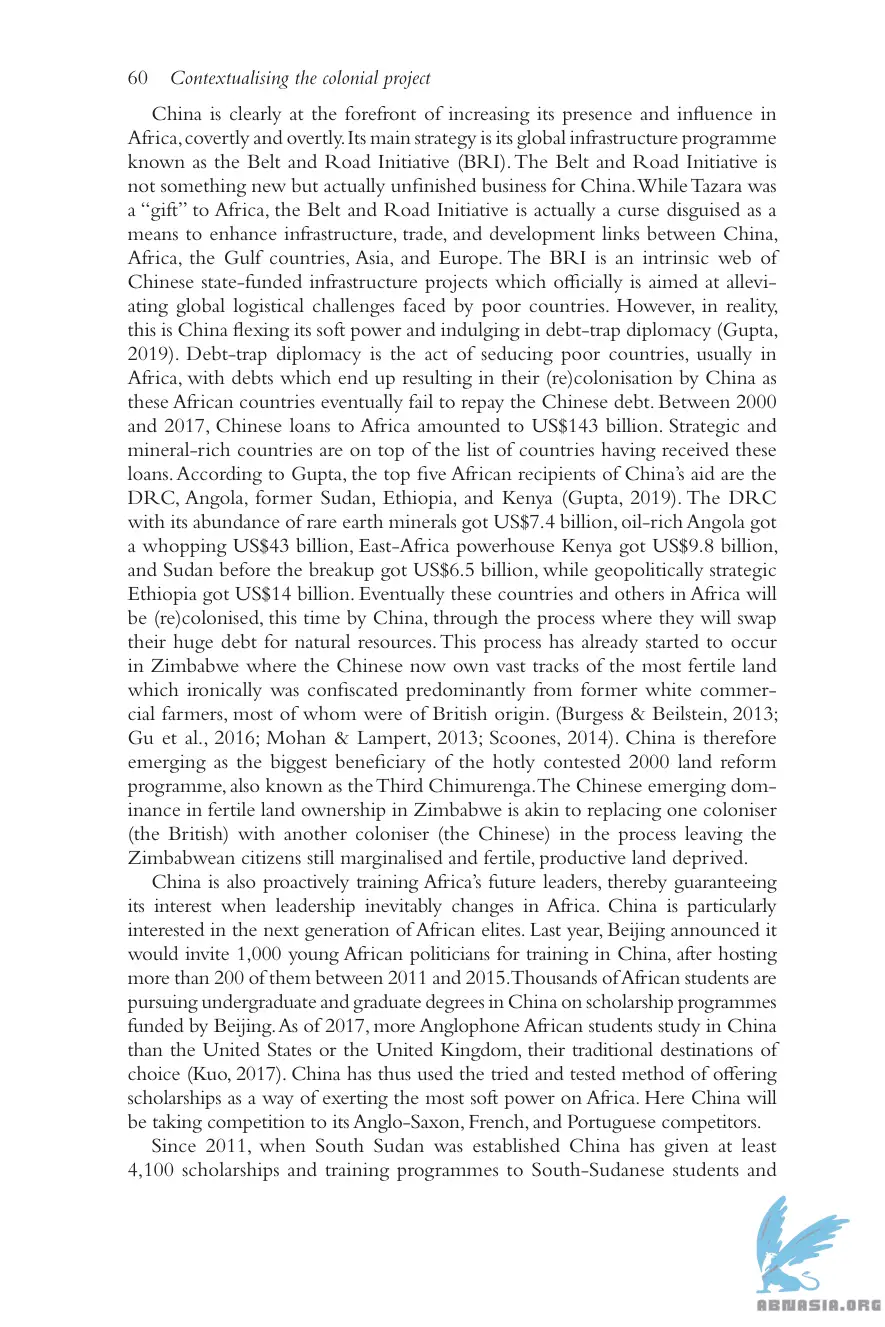 60 Contextualising the colonial project
China is clearly at the forefront of increasing its presence and influence in
Africa, covertly and overtly. Its main strategy is its global infrastructure programme
known as the Belt and Road Initiative (BRI). The Belt and Road Initiative is
not something new but actually unfinished business for China. While Tazara was
a “gift” to Africa, the Belt and Road Initiative is actually a curse disguised as a
means to enhance infrastructure, trade, and development links between China,
Africa, the Gulf countries, Asia, and Europe. The BRI is an intrinsic web of
Chinese state-funded infrastructure projects which officially is aimed at allevi-
ating global logistical challenges faced by poor countries. However, in reality,
this is China flexing its soft power and indulging in debt-trap diplomacy (Gupta,
2019). Debt-trap diplomacy is the act of seducing poor countries, usually in
Africa, with debts which end up resulting in their (re)colonisation by China as
these African countries eventually fail to repay the Chinese debt. Between 2000
and 2017, Chinese loans to Africa amounted to US$143 billion. Strategic and
mineral-rich countries are on top of the list of countries having received these
loans. According to Gupta, the top five African recipients of China’s aid are the
DRC, Angola, former Sudan, Ethiopia, and Kenya (Gupta, 2019). The DRC
with its abundance of rare earth minerals got US$7.4 billion, oil-rich Angola got
a whopping US$43 billion, East-Africa powerhouse Kenya got US$9.8 billion,
and Sudan before the breakup got US$6.5 billion, while geopolitically strategic
Ethiopia got US$14 billion. Eventually these countries and others in Africa will
be (re)colonised, this time by China, through the process where they will swap
their huge debt for natural resources. This process has already started to occur
in Zimbabwe where the Chinese now own vast tracks of the most fertile land
which ironically was confiscated predominantly from former white commer-
cial farmers, most of whom were of British origin. (Burgess & Beilstein, 2013;
Gu et al., 2016; Mohan & Lampert, 2013; Scoones, 2014). China is therefore
emerging as the biggest beneficiary of the hotly contested 2000 land reform
programme, also known as the Third Chimurenga. The Chinese emerging dom-
inance in fertile land ownership in Zimbabwe is akin to replacing one coloniser
(the British) with another coloniser (the Chinese) in the process leaving the
Zimbabwean citizens still marginalised and fertile, productive land deprived.
China is also proactively training Africa’s future leaders, thereby guaranteeing
its interest when leadership inevitably changes in Africa. China is particularly
interested in the next generation of African elites. Last year, Beijing announced it
would invite 1,000 young African politicians for training in China, after hosting
more than 200 of them between 2011 and 2015. Thousands of African students are
pursuing undergraduate and graduate degrees in China on scholarship programmes
funded by Beijing. As of 2017, more Anglophone African students study in China
than the United States or the United Kingdom, their traditional destinations of
choice (Kuo, 2017). China has thus used the tried and tested method of offering
scholarships as a way of exerting the most soft power on Africa. Here China will
be taking competition to its Anglo-Saxon, French, and Portuguese competitors.
Since 2011, when South Sudan was established China has given at least
4,100 scholarships and training programmes to South-Sudanese students and
ABNASIA.ORG